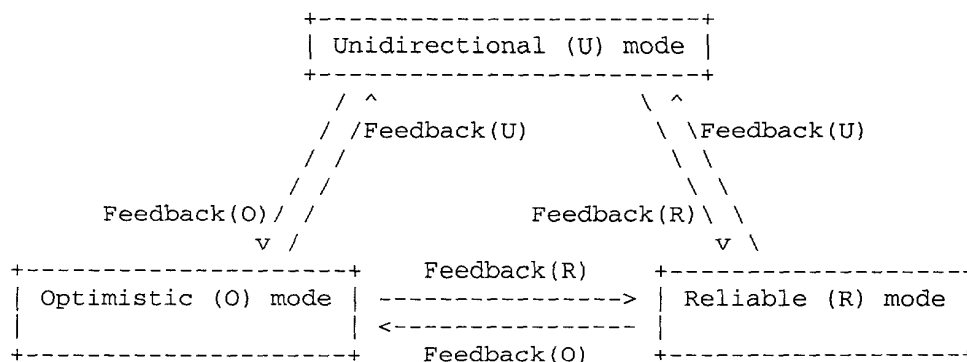 +--------------------------+
| Unidirectional (U) mode |
+--------------------------+
/ ^ \ ^
/ /Feedback(U) \ \Feedback(U)
/ / \ \
/ / \ \
Feedback(O)/ / Feedback(R)\ \
v / v \
+---------------------+ Feedback(R) +--------------------
| Optimistic (O) mode | ---------------> | Reliable (R) mode
| | <--------------- |
+---------------------+ Feedback(O) +--------------------